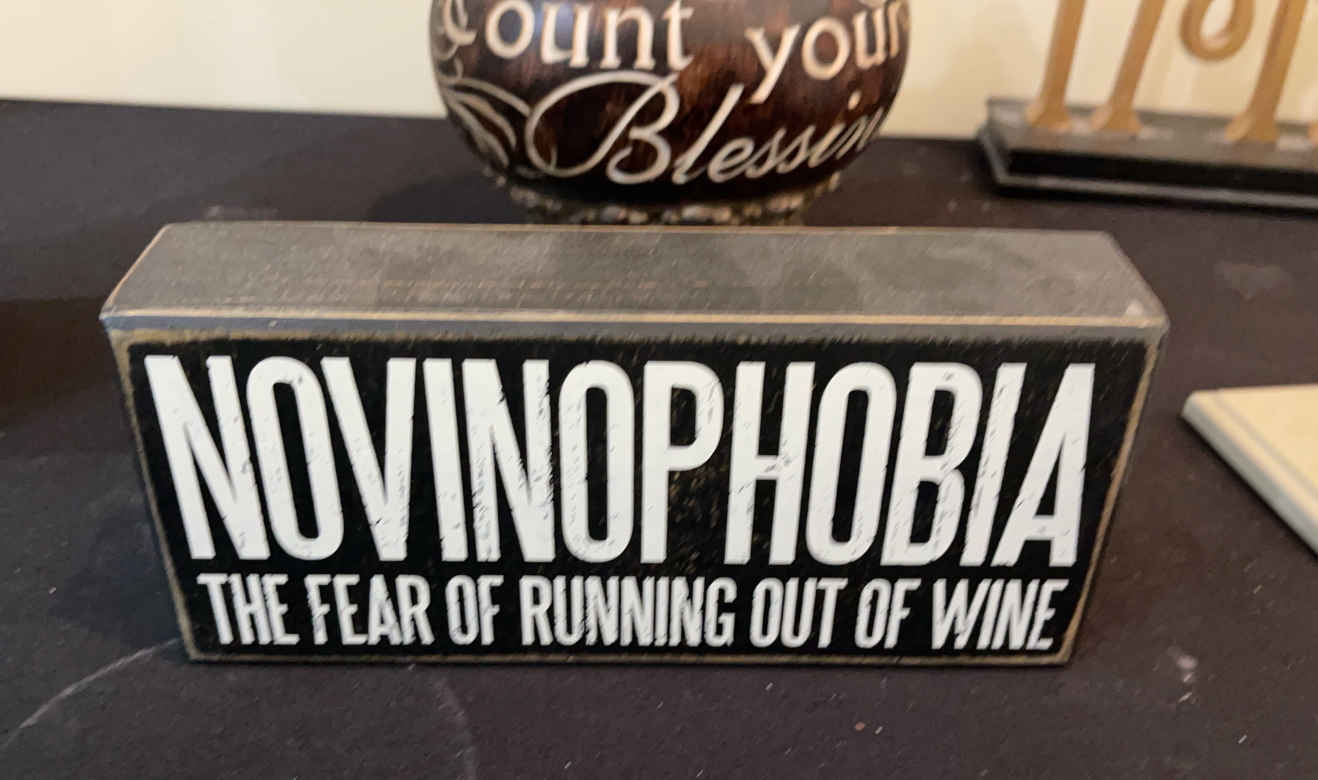 ount your
Blessin
NOVINOPHOBIA
THE FEAR OF RUNNING OUT OF WINE